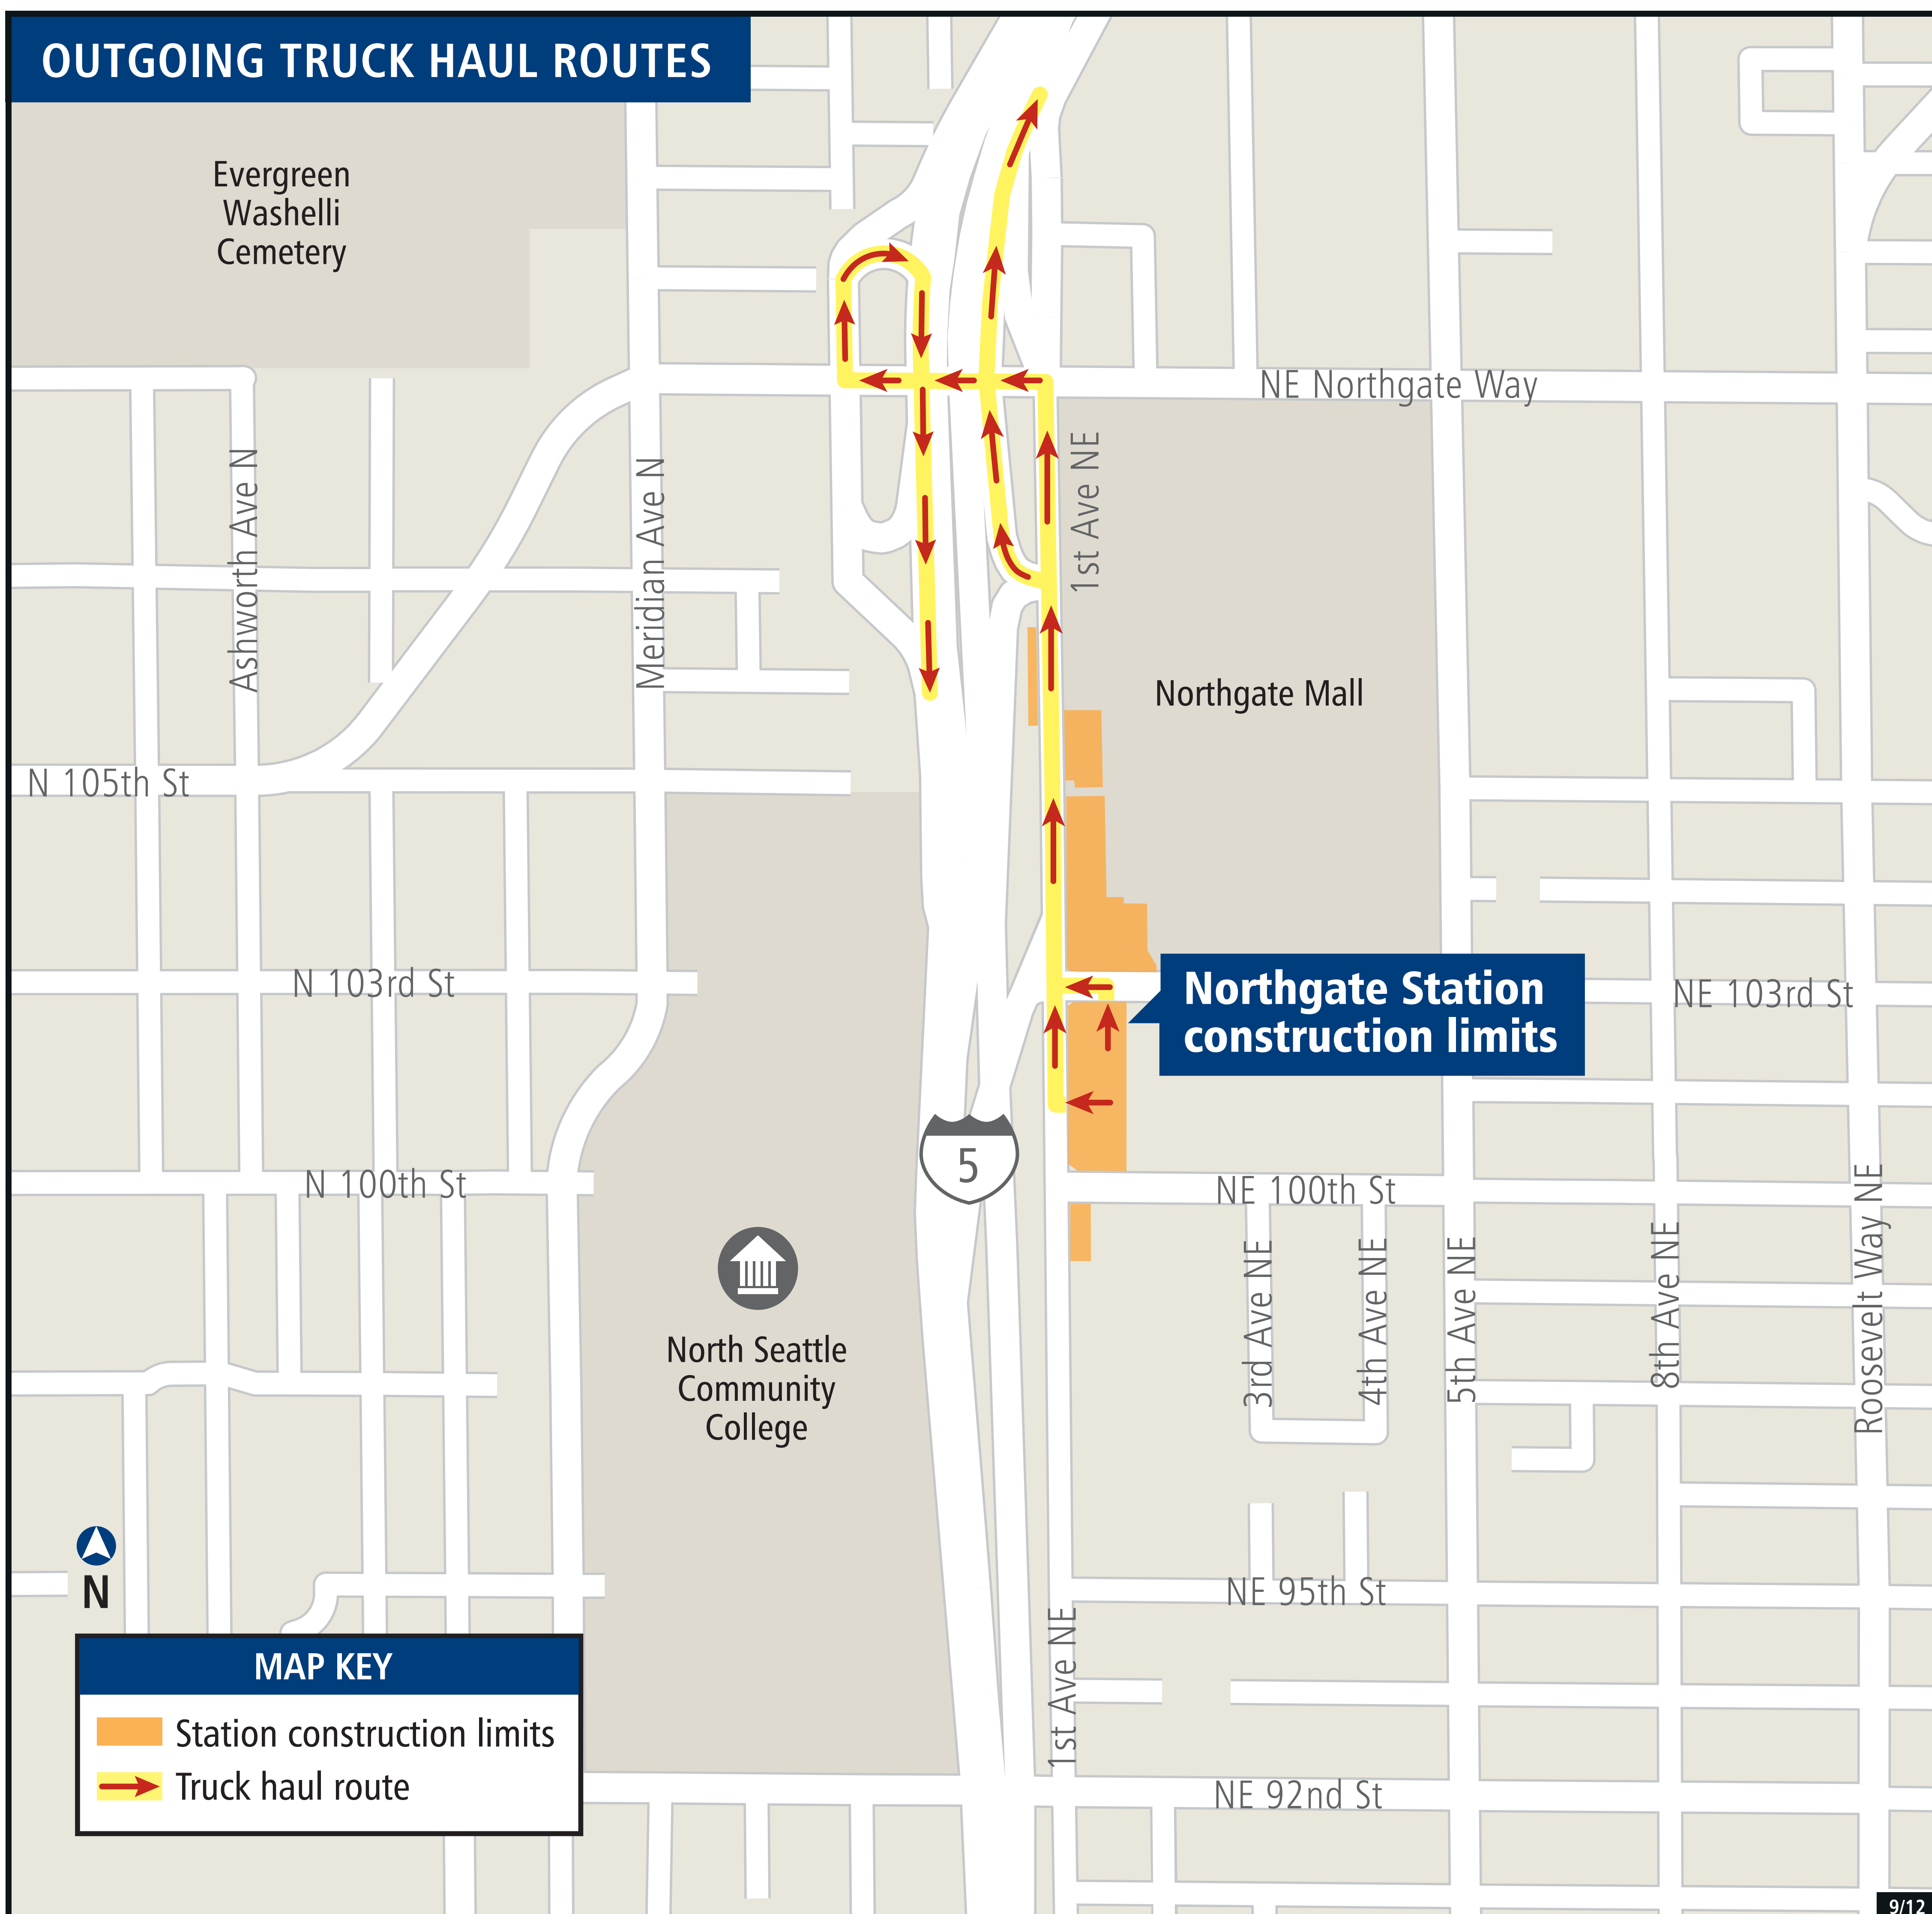 OUTGOING TRUCK HAUL ROUTES
Evergreen
Washelli
Cemetery
NE Northgate Way
Ashworth Ave N
Meridian Ave N
1st Ave NE
Northgate Mall
N 105th St
N 103rd St
Northgate Station
construction limits
NE 103rd St
5
N 100th St
NE 100th St
3rd Ave NE
4th Ave NE
5th Ave NE
8th Ave NE
Roosevelt Way NE
North Seattle
Community
College
N
NE 95th St
1st Ave NE
NE 92nd St
MAP KEY
Station construction limits
Truck haul route
9/12